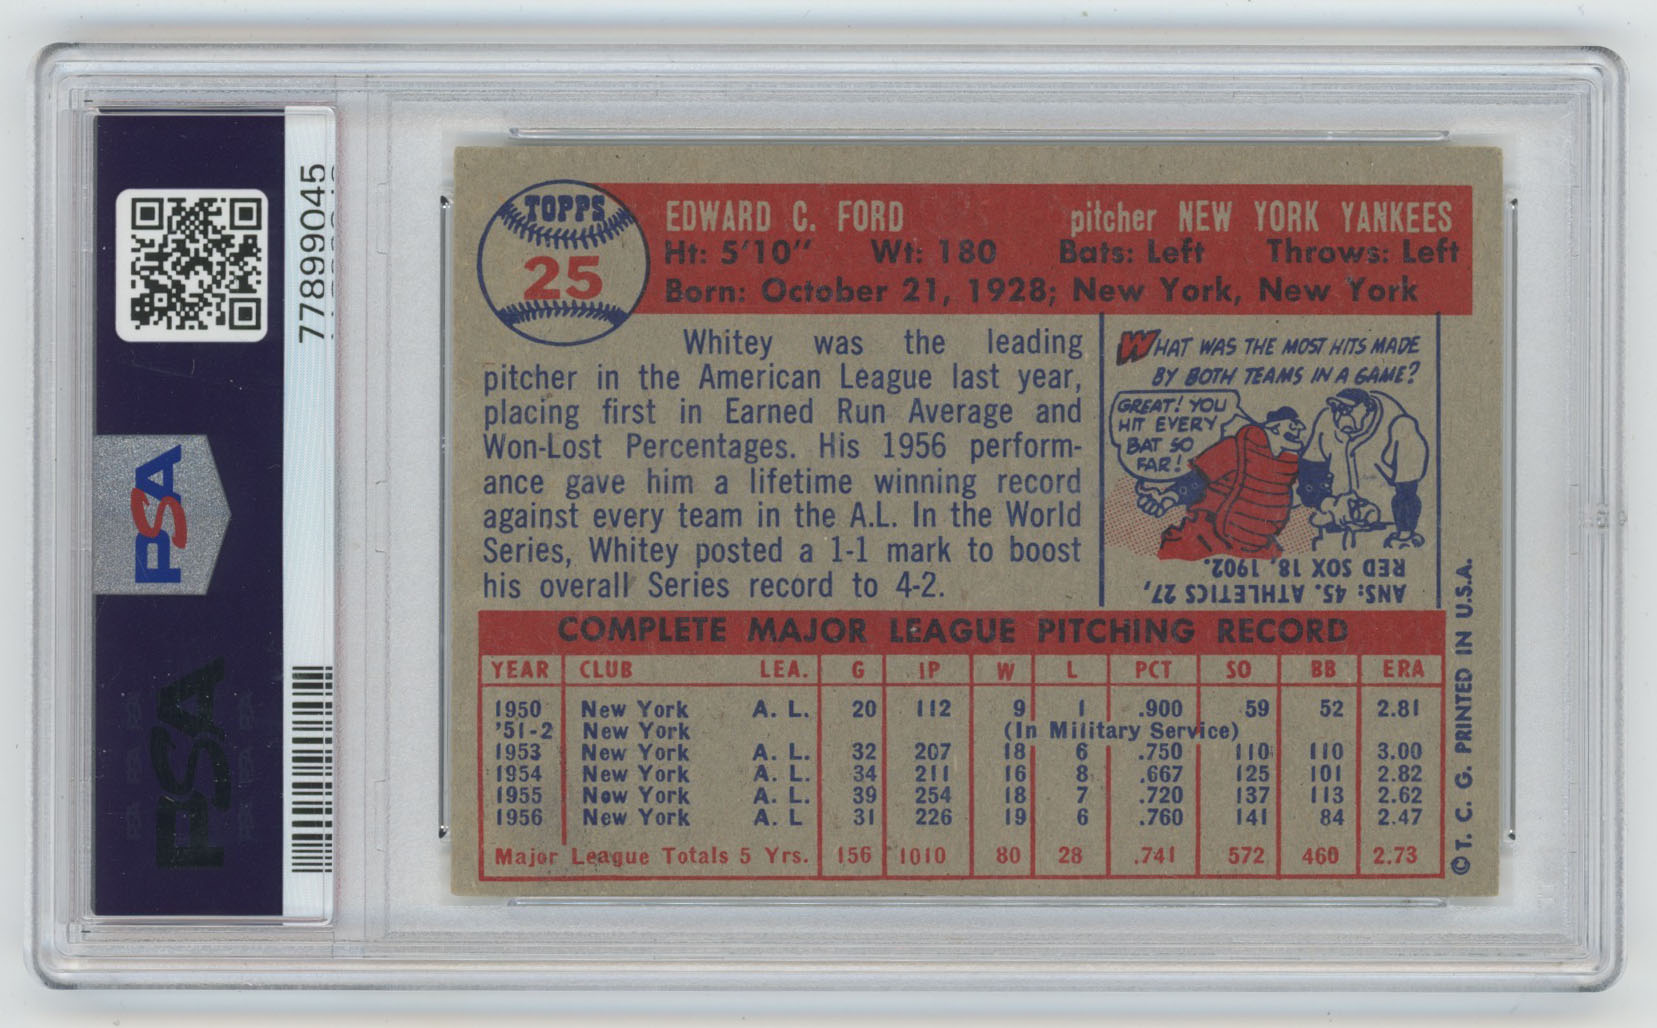 77899045
PSA
PSA
TOPPS
25
EDWARD C. FORD pitcher NEW YORK YANKEES
Ht: 5'10" Wt: 180 Bats: Left Throws: Left
Born: October 21, 1928; New York, New York
Whitey was the leading
pitcher in the American League last year,
placing first in Earned Run Average and
Won-Lost Percentages. His 1956 perform-
ance gave him a lifetime winning record
against every team in the A.L. In the World
Series, Whitey posted a 1-1 mark to boost
his overall Series record to 4-2.
WHAT WAS THE MOST HITS MADE
BY BOTH TEAMS IN A GAME?
GREAT! YOU
HIT EVERY
BAT SO
FAR!
ANS: 45. ATHLETICS 27,
RED SOX 18, 1902.
COMPLETE MAJOR LEAGUE PITCHING RECORD
YEAR CLUB LEA. G IP W L PCT SO BB ERA
1950 New York A. L. 20 112 9 1 .900 59 52 2.81
'51-2 New York (In Military Service)
1953 New York A. L. 32 207 18 6 .750 110 110 3.00
1954 New York A. L. 34 211 16 8 .667 125 101 2.82
1955 New York A. L. 39 254 18 7 .720 137 113 2.62
1956 New York A. L 31 226 19 6 .760 141 84 2.47
Major League Totals 5 Yrs. 156 1010 80 28 .741 572 460 2.73
© T. C. G. PRINTED IN U.S.A.